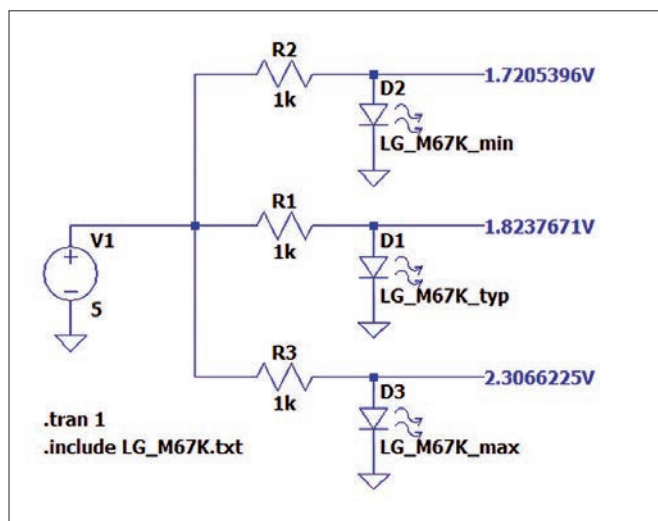 R2
1k
1.7205396V
D2
LG_M67K_min
R1
1k
1.8237671V
D1
LG_M67K_typ
V1
+
−
5
R3
1k
2.3066225V
D3
LG_M67K_max
.tran 1
.include LG_M67K.txt